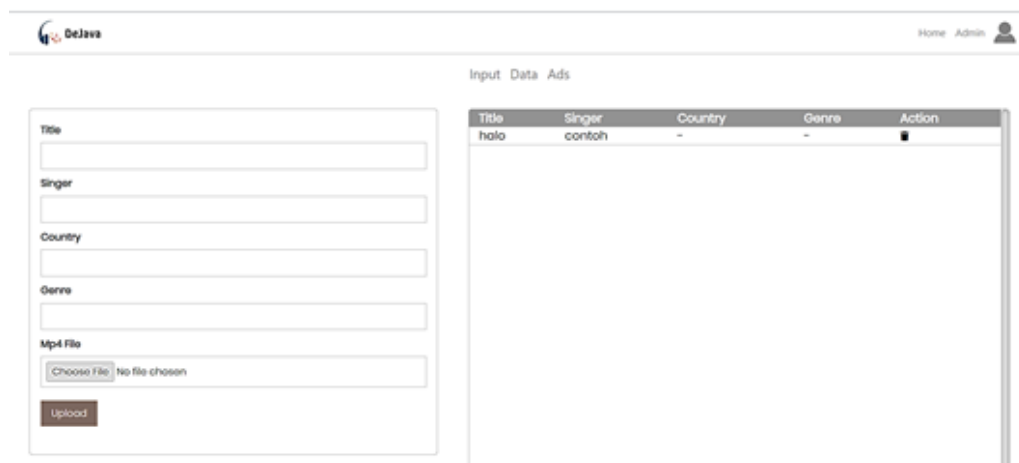 DeJava
Home Admin
Input Data Ads
Title
Singer
Country
Genre
Mp4 File
Choose File No file chosen
Upload
Title Singer Country Genre Action
halo contoh - -